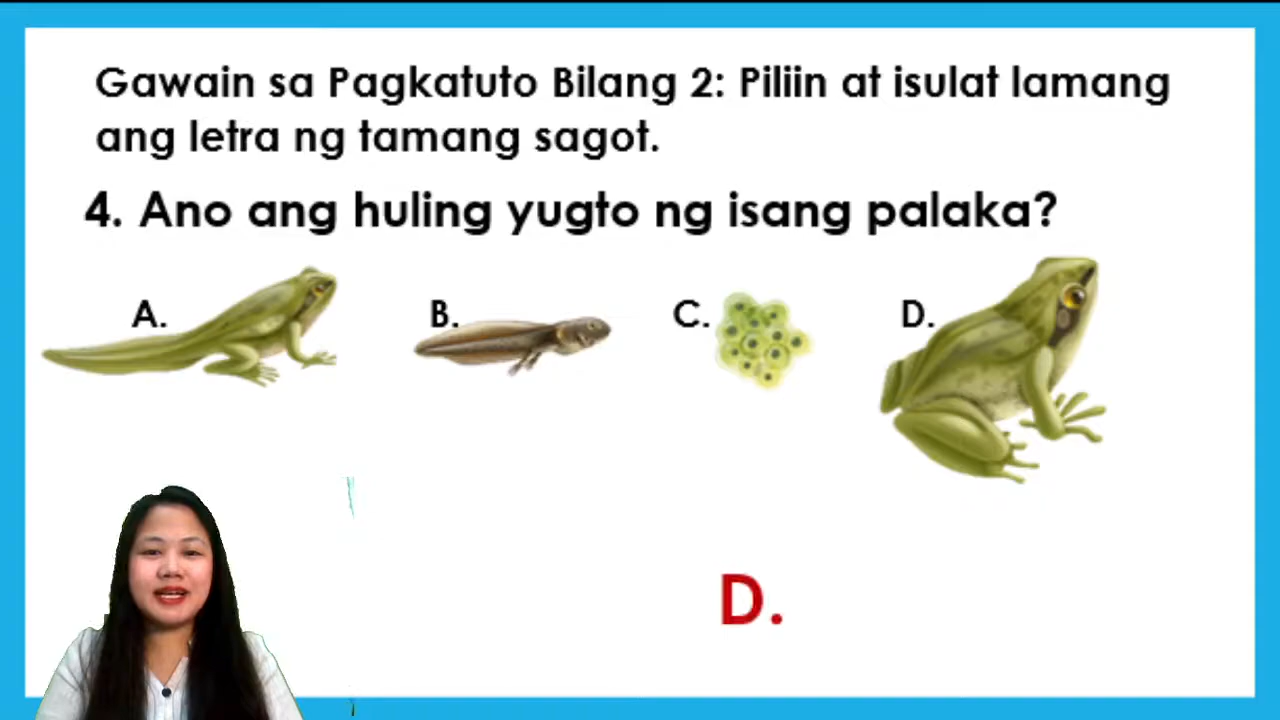 Gawain sa Pagkatuto Bilang 2: Piliin at isulat lamang
ang letra ng tamang sagot.
4. Ano ang huling yugto ng isang palaka?
A.
B.
C.
D.
D.